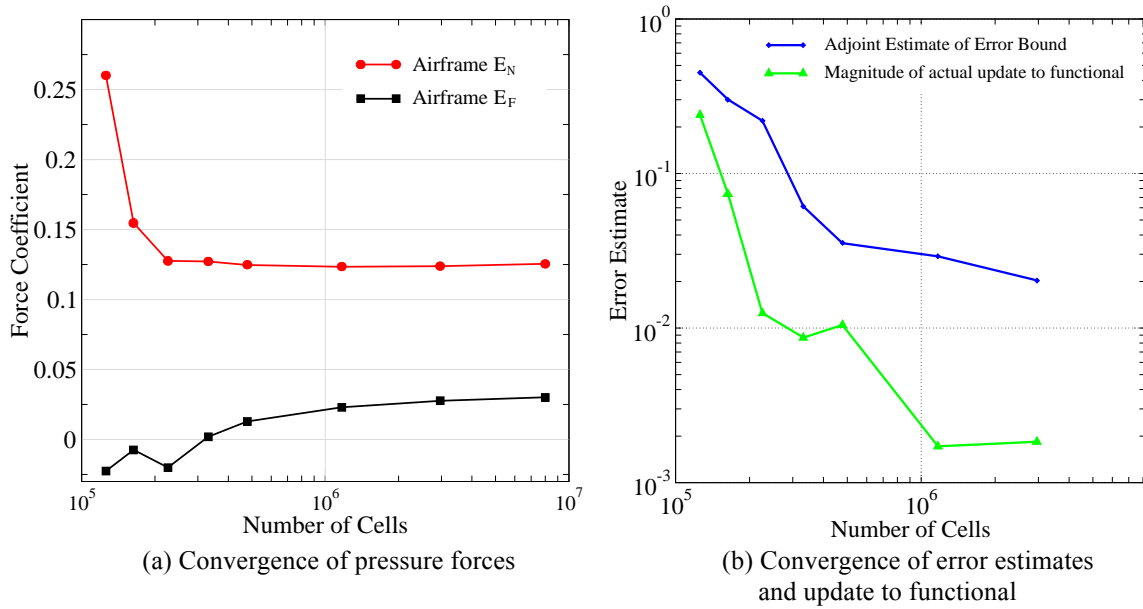 0.25
0.2
0.15
0.1
0.05
0
Force Coefficient
Airframe E_N
Airframe E_F
10^5
10^6
10^7
Number of Cells
(a) Convergence of pressure forces
10^0
10^-1
10^-2
10^-3
Error Estimate
Adjoint Estimate of Error Bound
Magnitude of actual update to functional
10^5
10^6
Number of Cells
(b) Convergence of error estimates
and update to functional